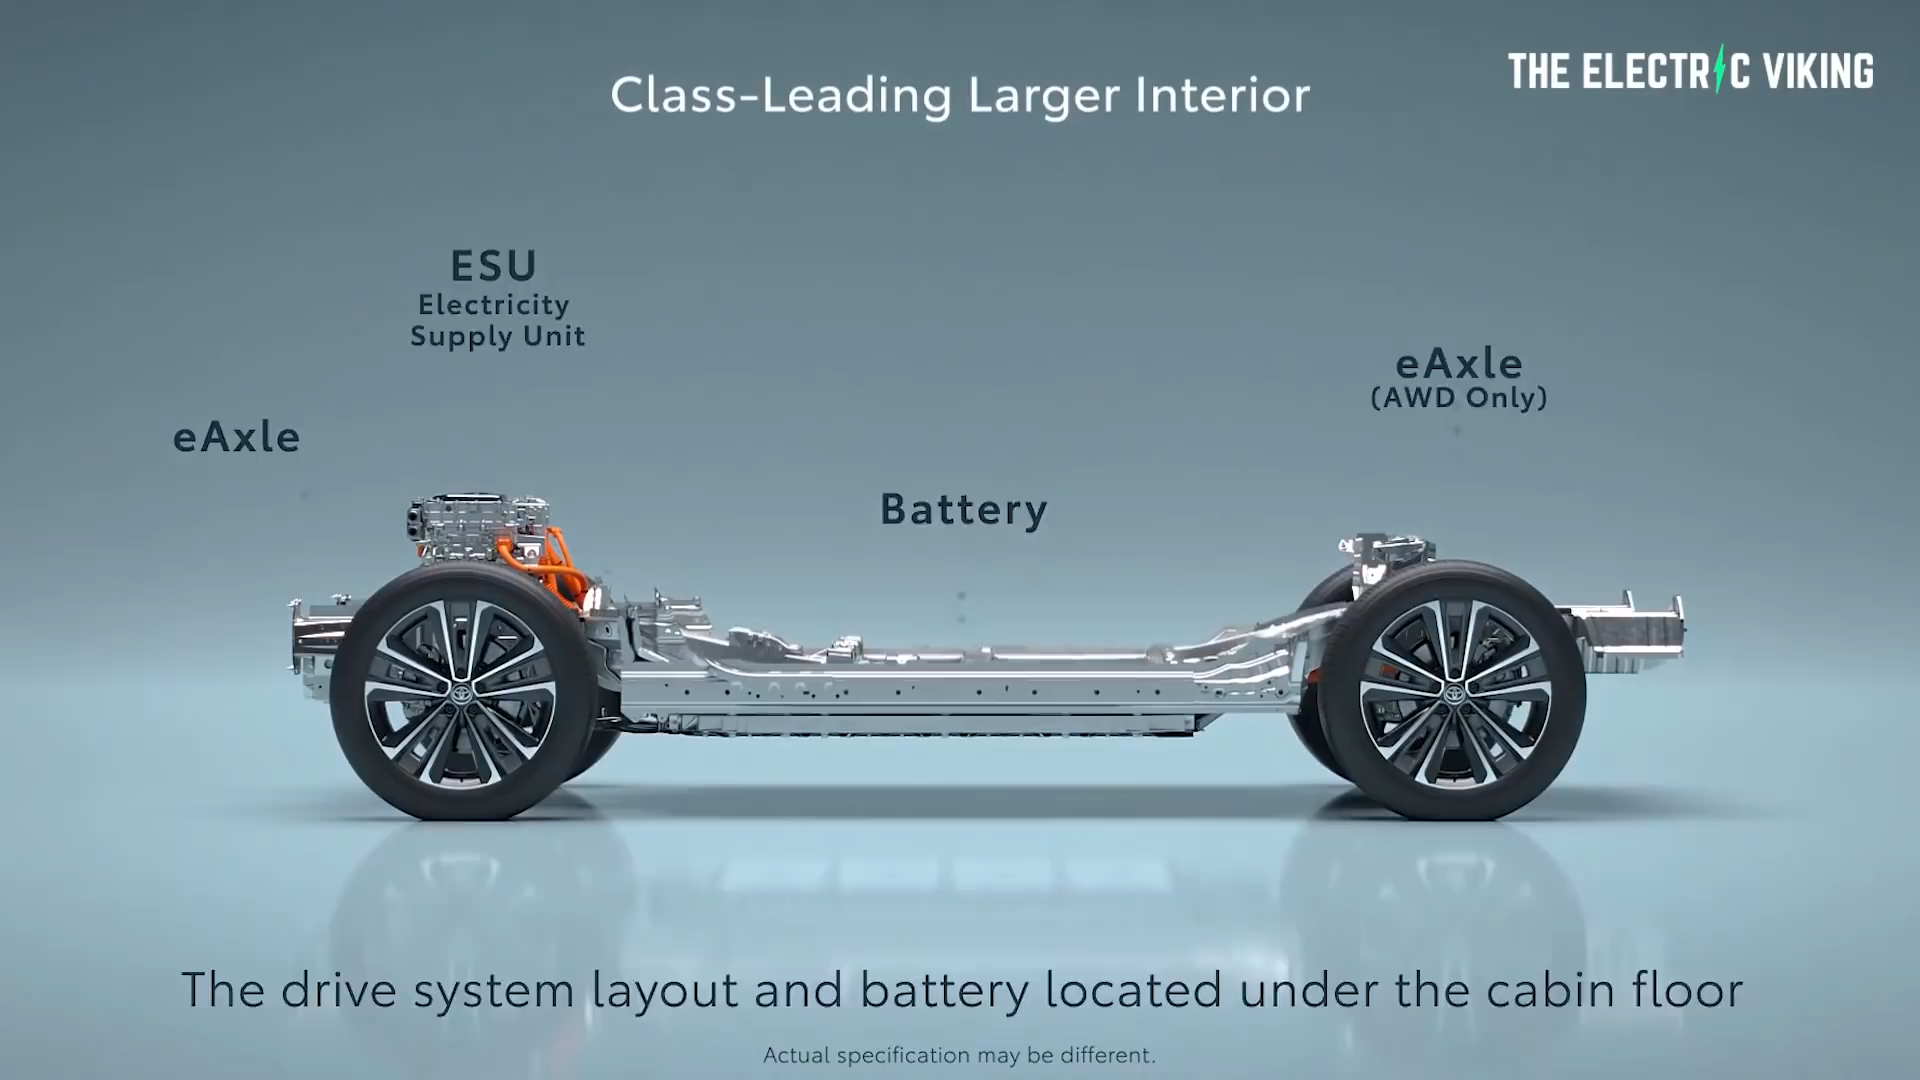 Class-Leading Larger Interior
THE ELECTRIC VIKING
ESU
Electricity
Supply Unit
eAxle
(AWD Only)
eAxle
Battery
The drive system layout and battery located under the cabin floor
Actual specification may be different.